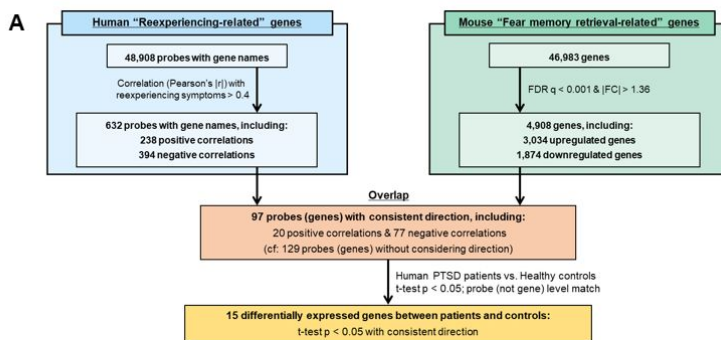 A
Human “Reexperiencing-related” genes
48,908 probes with gene names
Correlation (Pearson's |r|) with
reexperiencing symptoms > 0.4
632 probes with gene names, including:
238 positive correlations
394 negative correlations
Mouse “Fear memory retrieval-related” genes
46,983 genes
FDR q < 0.001 & |FC| > 1.36
4,908 genes, including:
3,034 upregulated genes
1,874 downregulated genes
Overlap
97 probes (genes) with consistent direction, including:
20 positive correlations & 77 negative correlations
(cf: 129 probes (genes) without considering direction)
Human PTSD patients vs. Healthy controls
t-test p < 0.05; probe (not gene) level match
15 differentially expressed genes between patients and controls:
t-test p < 0.05 with consistent direction